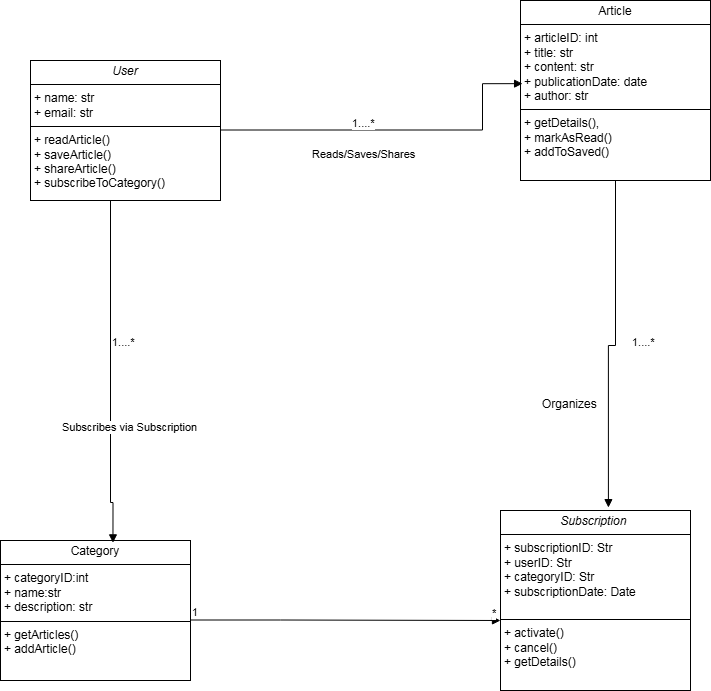 Article
+ articleID: int
+ title: str
+ content: str
+ publicationDate: date
+ author: str
+ getDetails(),
+ markAsRead()
+ addToSaved()
User
+ name: str
+ email: str
+ readArticle()
+ saveArticle()
+ shareArticle()
+ subscribeToCategory()
1....*
Reads/Saves/Shares
1....*
1....*
Organizes
Subscribes via Subscription
Category
+ categoryID:int
+ name:str
+ description: str
+ getArticles()
+ addArticle()
1
*
Subscription
+ subscriptionID: Str
+ userID: Str
+ categoryID: Str
+ subscriptionDate: Date
+ activate()
+ cancel()
+ getDetails()